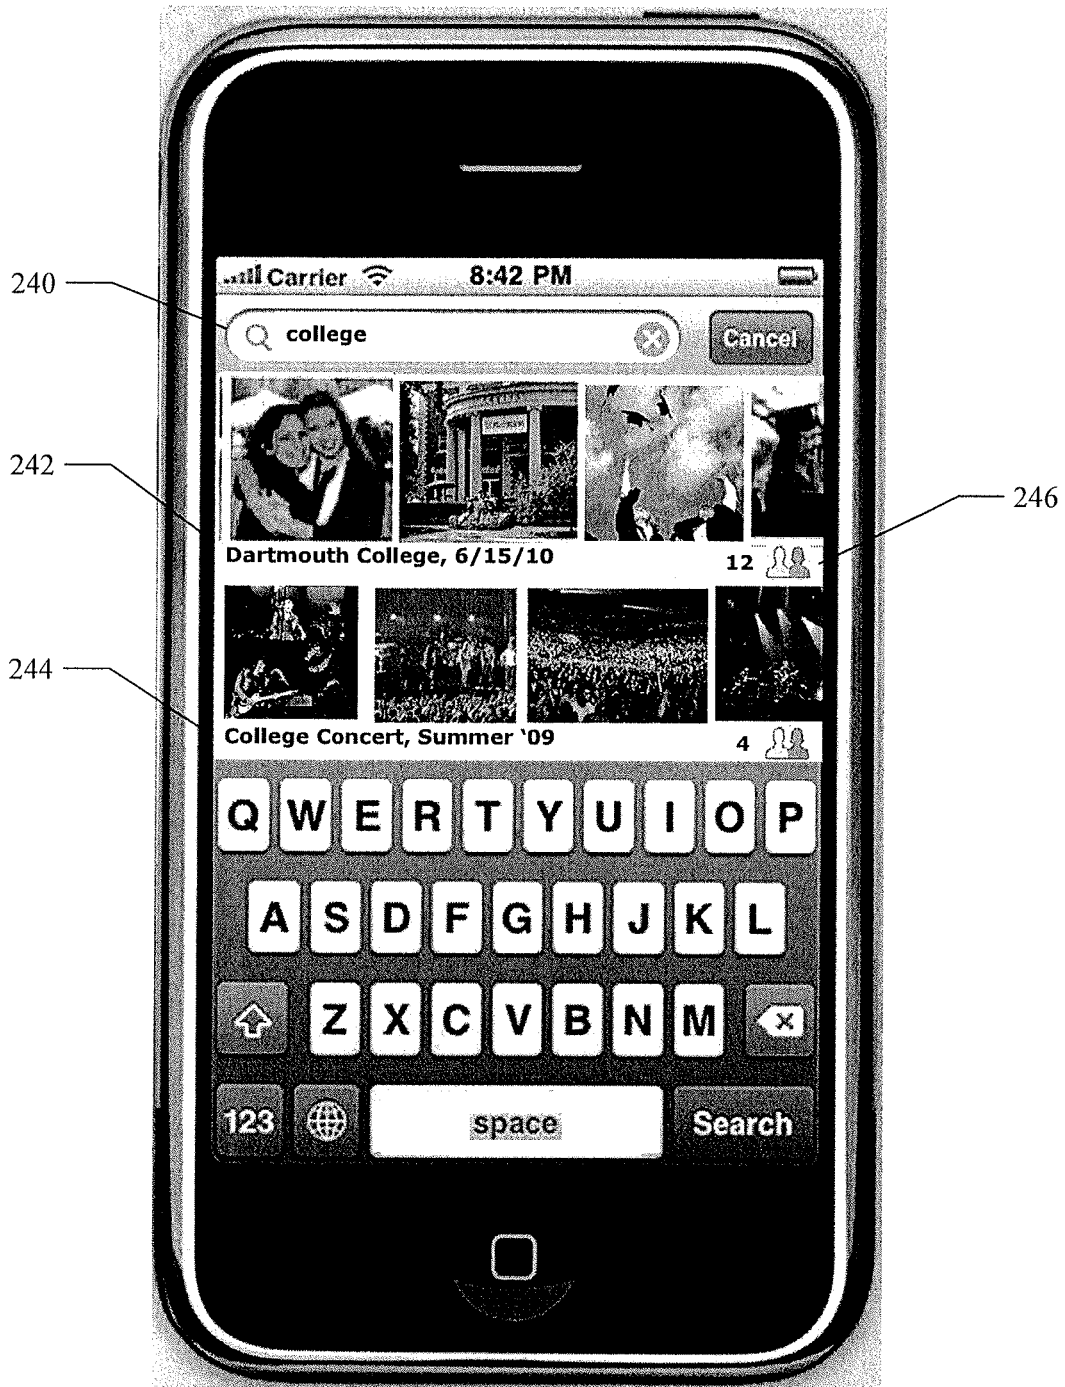 Carrier 8:42 PM
240
college Cancel
242
246
Dartmouth College, 6/15/10 12
244
College Concert, Summer ‘09 4
Q W E R T Y U I O P
A S D F G H J K L
Z X C V B N M
123 space Search